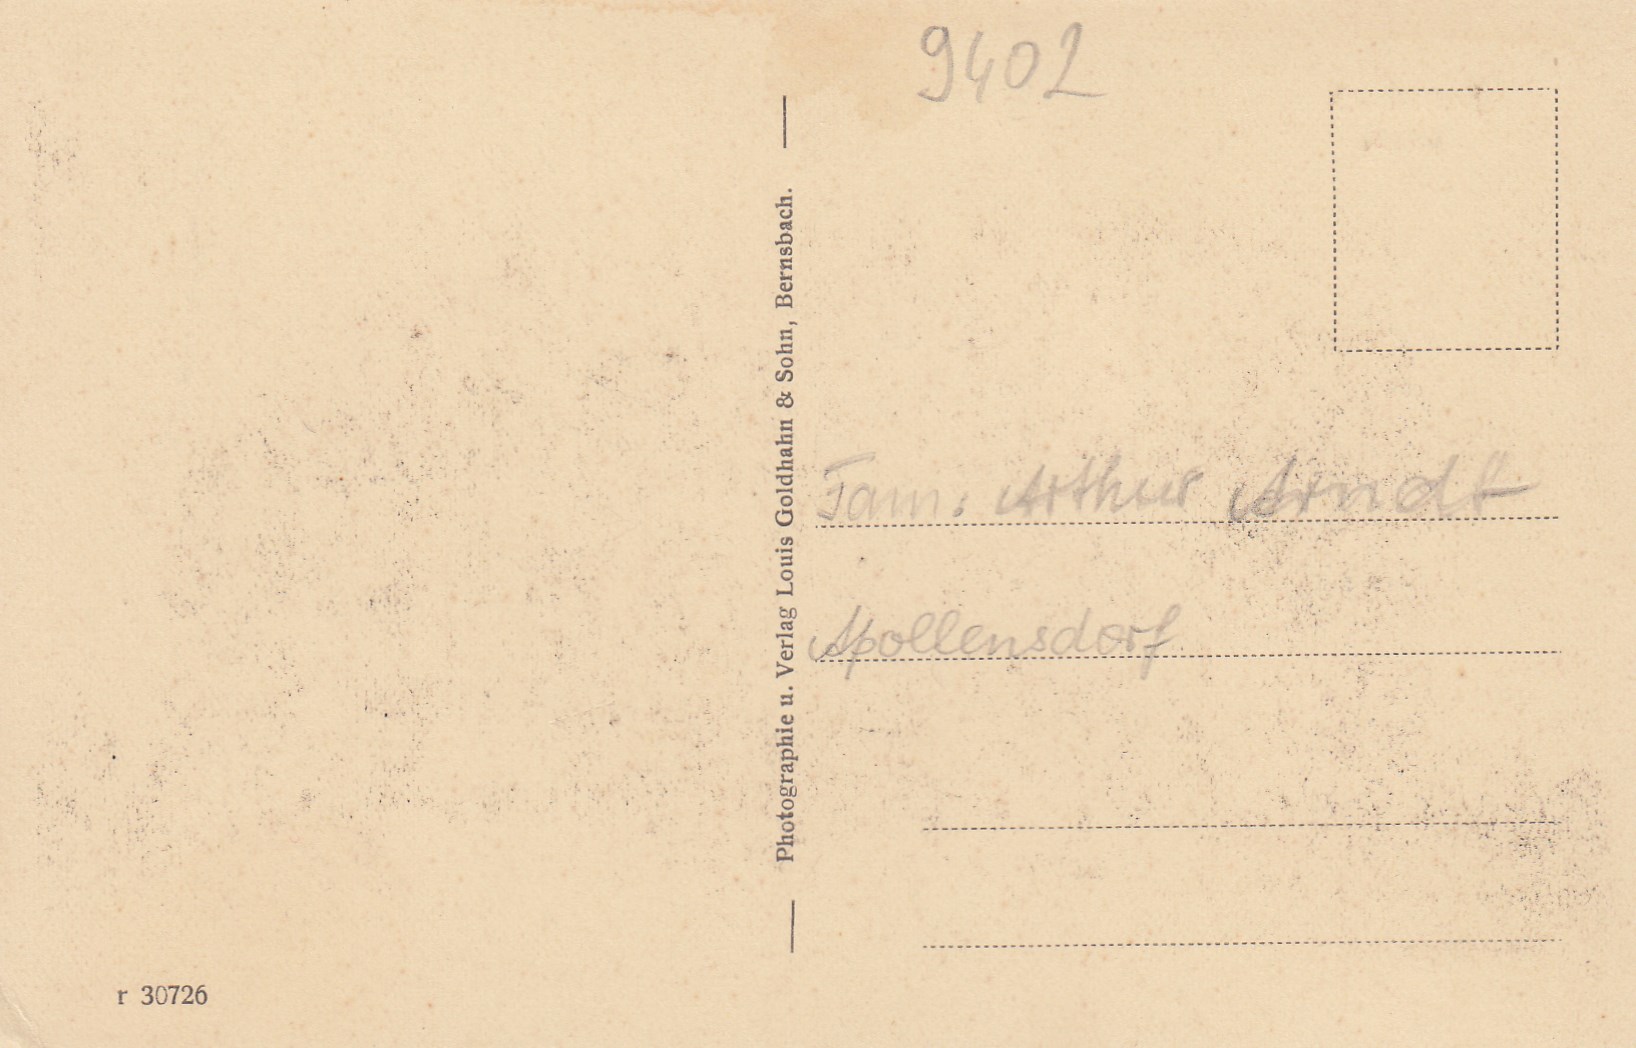 9402
Photographie u. Verlag Louis Goldhahn & Sohn, Bernsbach.
Fam: Arthur Arndt
Apollensdorf
r 30726